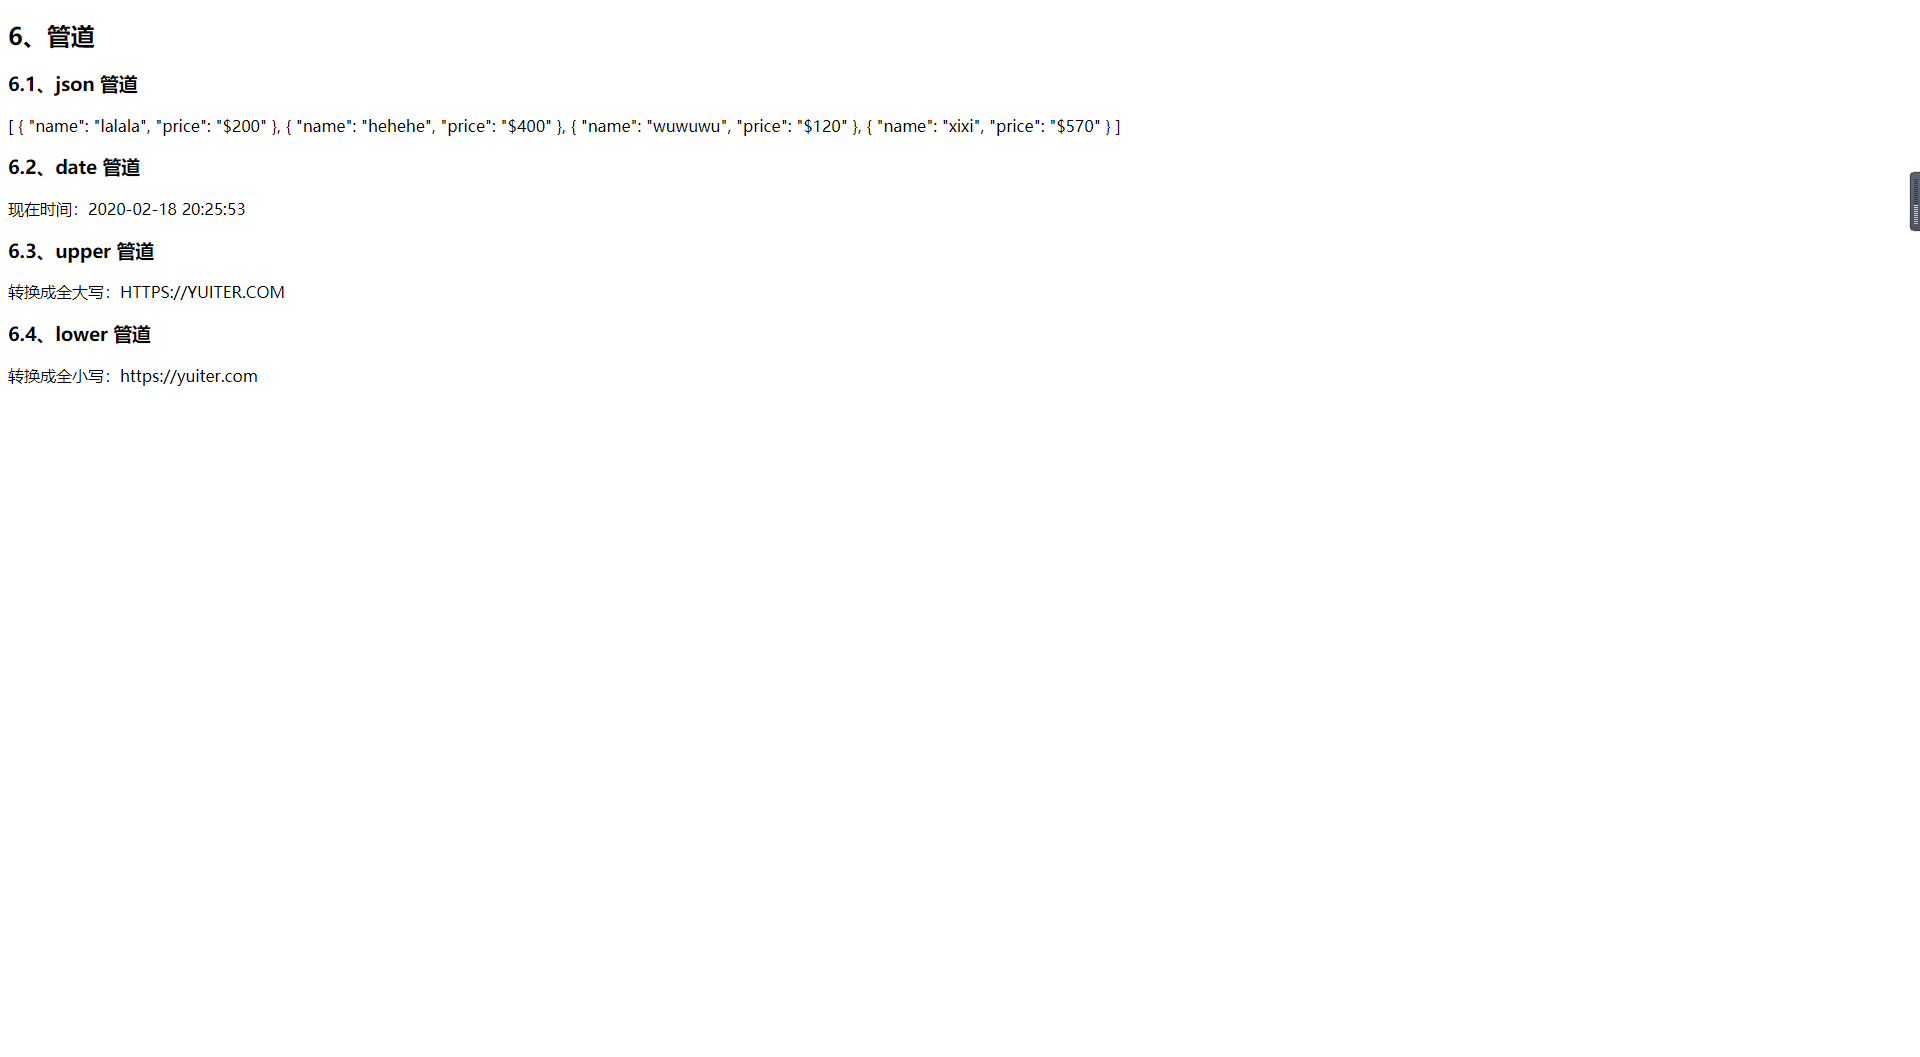 6、管道
6.1、json 管道
[ { "name": "lalala", "price": "$200" }, { "name": "hehehe", "price": "$400" }, { "name": "wuwuwu", "price": "$120" }, { "name": "xixi", "price": "$570" } ]
6.2、date 管道
现在时间：2020-02-18 20:25:53
6.3、upper 管道
转换成全大写：HTTPS://YUITER.COM
6.4、lower 管道
转换成全小写：https://yuiter.com